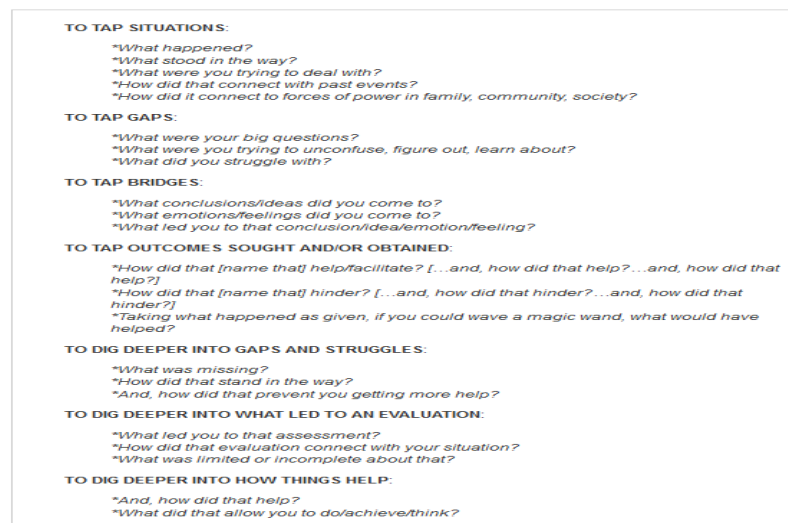 TO TAP SITUATIONS:
*What happened?
*What stood in the way?
*What were you trying to deal with?
*How did that connect with past events?
*How did it connect to forces of power in family, community, society?
TO TAP GAPS:
*What were your big questions?
*What were you trying to unconfuse, figure out, learn about?
*What did you struggle with?
TO TAP BRIDGES:
*What conclusions/ideas did you come to?
*What emotions/feelings did you come to?
*What led you to that conclusion/idea/emotion/feeling?
TO TAP OUTCOMES SOUGHT AND/OR OBTAINED:
*How did that [name that] help/facilitate? […and, how did that help?…and, how did that
help?]
*How did that [name that] hinder? […and, how did that hinder?…and, how did that
hinder?]
*Taking what happened as given, if you could wave a magic wand, what would have
helped?
TO DIG DEEPER INTO GAPS AND STRUGGLES:
*What was missing?
*How did that stand in the way?
*And, how did that prevent you getting more help?
TO DIG DEEPER INTO WHAT LED TO AN EVALUATION:
*What led you to that assessment?
*How did that evaluation connect with your situation?
*What was limited or incomplete about that?
TO DIG DEEPER INTO HOW THINGS HELP:
*And, how did that help?
*What did that allow you to do/achieve/think?